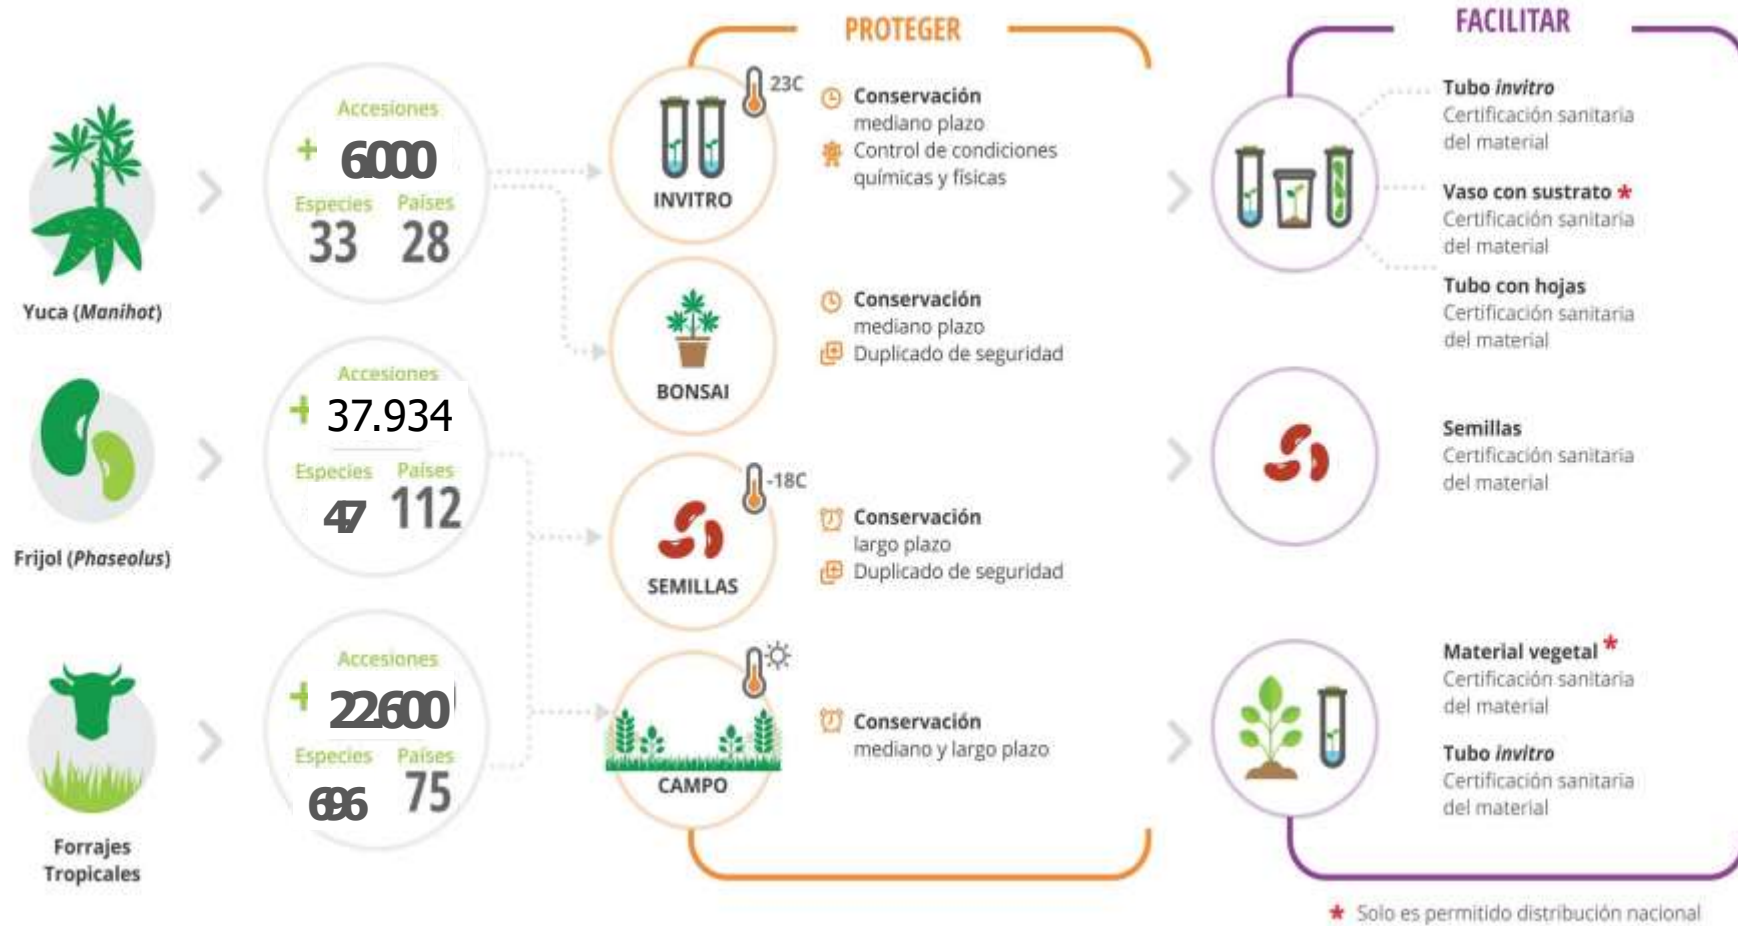 PROTEGER
FACILITAR
Yuca (Manihot)
Accesiones
+ 6000
Especies Países
33 28
Frijol (Phaseolus)
Accesiones
+ 37.934
Especies Países
47 112
Forrajes
Tropicales
Accesiones
+ 22.600
Especies Países
696 75
23C
INVITRO
Conservación
mediano plazo
Control de condiciones
químicas y físicas
BONSAI
Conservación
mediano plazo
Duplicado de seguridad
-18C
SEMILLAS
Conservación
largo plazo
Duplicado de seguridad
CAMPO
Conservación
mediano y largo plazo
Tubo invitro
Certificación sanitaria
del material
Vaso con sustrato *
Certificación sanitaria
del material
Tubo con hojas
Certificación sanitaria
del material
Semillas
Certificación sanitaria
del material
Material vegetal *
Certificación sanitaria
del material
Tubo invitro
Certificación sanitaria
del material
* Solo es permitido distribución nacional